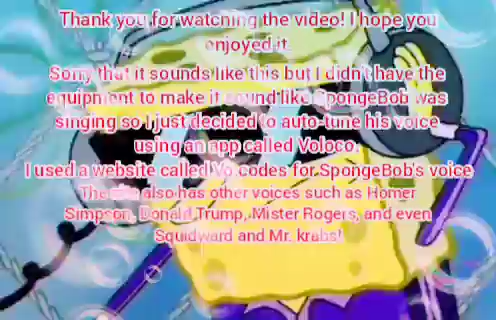 Thank you for watching the video! I hope you
enjoyed it.
Sorry that it sounds like this but I didn't have the
equipment to make it sound like SpongeBob was
singing so I just decided to auto-tune his voice
using an app called Voloco.
I used a website called Vo.codes for SpongeBob's voice
The site also has other voices such as Homer
Simpson, Donald Trump, Mister Rogers, and even
Squidward and Mr. krabs!